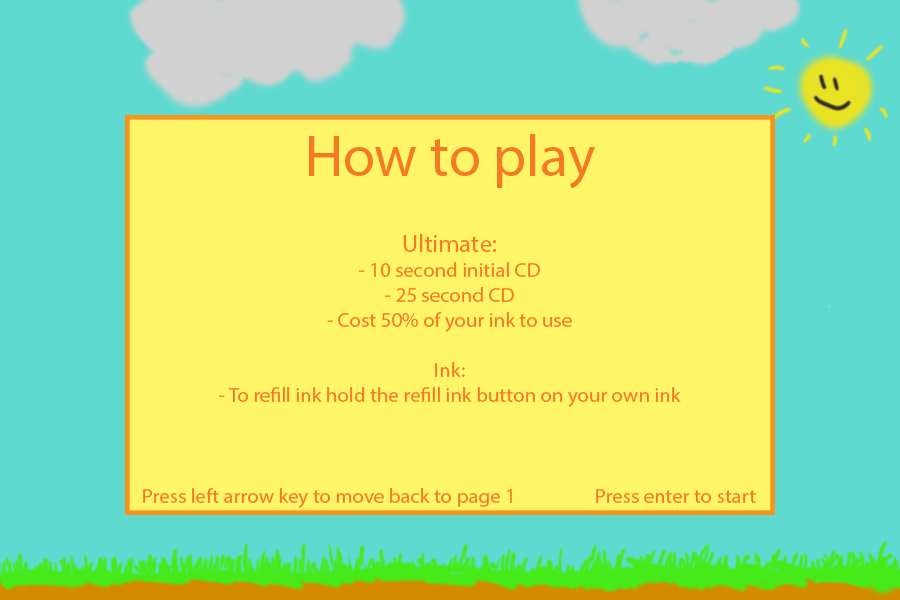 How to play
Ultimate:
- 10 second initial CD
- 25 second CD
- Cost 50% of your ink to use
Ink:
- To refill ink hold the refill ink button on your own ink
Press left arrow key to move back to page 1
Press enter to start